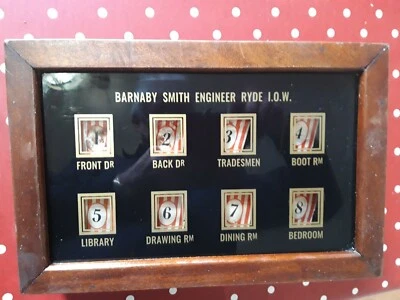 BARNABY SMITH ENGINEER RYDE I.O.W.
1 2 3 4
FRONT DR BACK DR TRADESMEN BOOT RM
5 6 7 8
LIBRARY DRAWING RM DINING RM BEDROOM